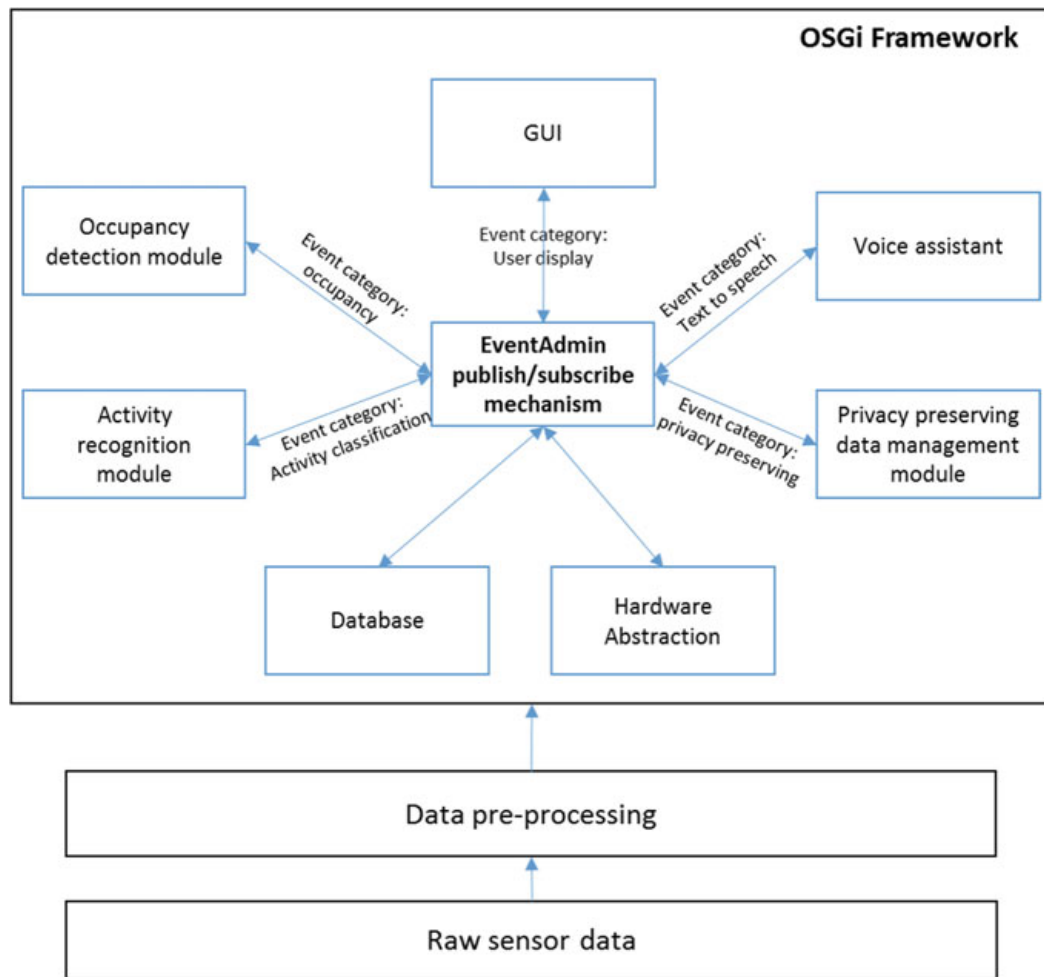 OSGi Framework
GUI
Occupancy
detection module
Event category:
occupancy
Event category:
User display
Event category:
Text to speech
Voice assistant
EventAdmin
publish/subscribe
mechanism
Activity
recognition
module
Event category:
Activity classification
Event category:
privacy preserving
Privacy preserving
data management
module
Database
Hardware
Abstraction
Data pre-processing
Raw sensor data